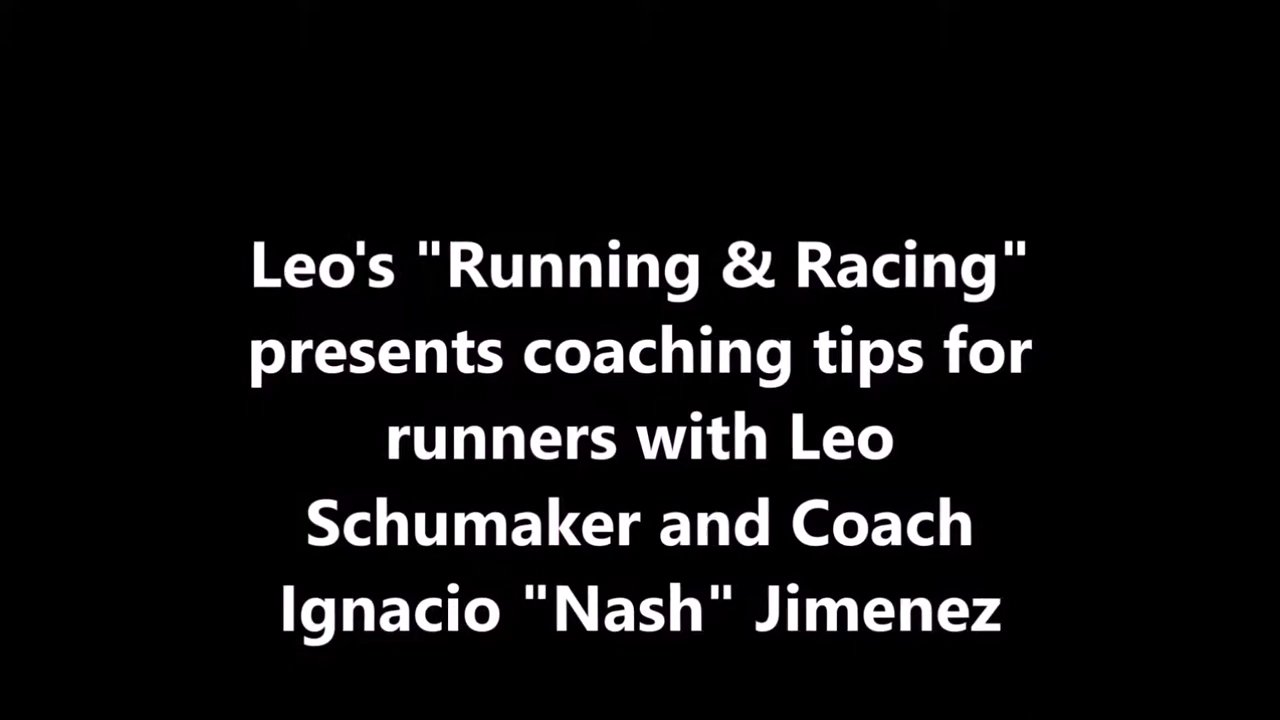 Leo's "Running & Racing"
presents coaching tips for
runners with Leo
Schumaker and Coach
Ignacio "Nash" Jimenez